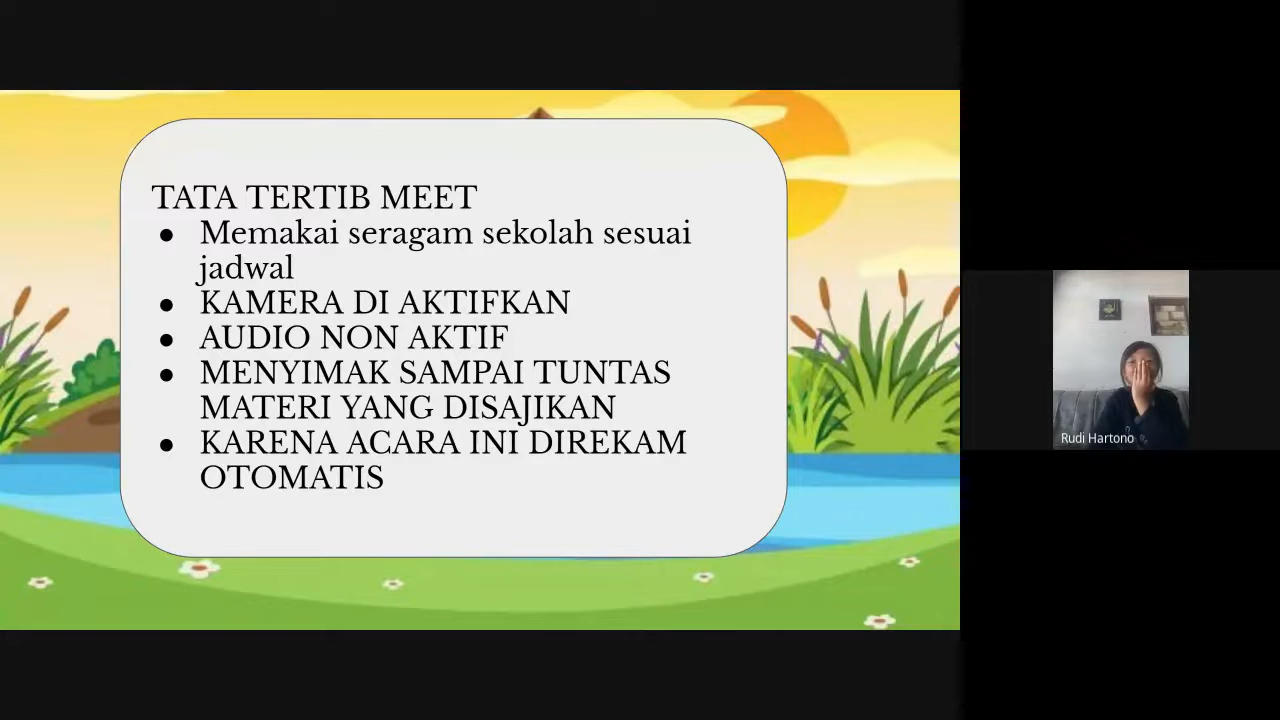 TATA TERTIB MEET
● Memakai seragam sekolah sesuai
jadwal
● KAMERA DI AKTIFKAN
● AUDIO NON AKTIF
● MENYIMAK SAMPAI TUNTAS
MATERI YANG DISAJIKAN
● KARENA ACARA INI DIREKAM
OTOMATIS
Rudi Hartono